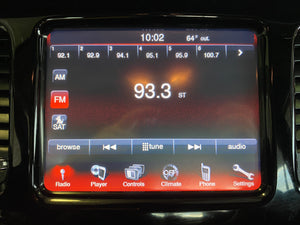 10:02 64° out.
1 2 3 4 5 6
92.1 92.9 94.1 95.1 95.9 100.7
AM
93.3 ST
FM
SAT
browse tune audio
Radio Player Controls Climate Phone Settings